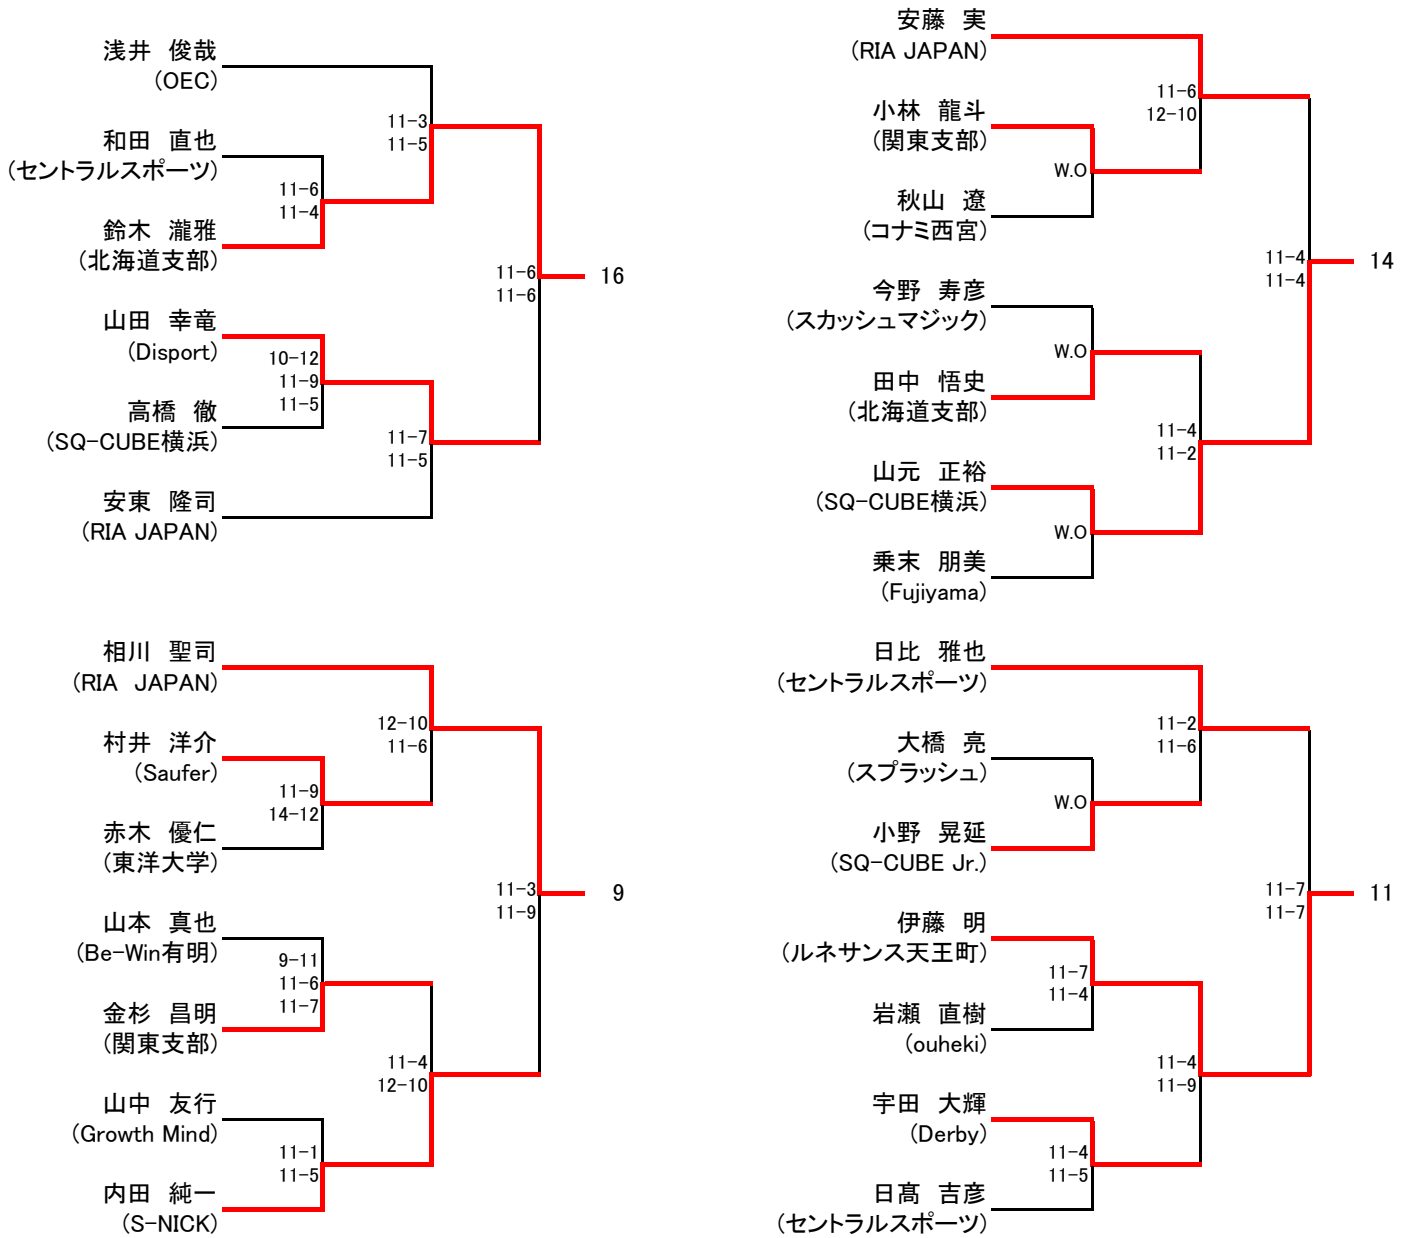 浅井　俊哉
(OEC)
和田　直也
(セントラルスポーツ)
鈴木　瀧雅
(北海道支部)
山田　幸竜
(Disport)
高橋　徹
(SQ-CUBE横浜)
安東　隆司
(RIA JAPAN)
11-6
11-4
10-12
11-9
11-5
11-3
11-5
11-7
11-5
11-6
11-6
16
安藤　実
(RIA JAPAN)
小林　龍斗
(関東支部)
秋山　遼
(コナミ西宮)
今野　寿彦
(スカッシュマジック)
田中　悟史
(北海道支部)
山元　正裕
(SQ-CUBE横浜)
乗末　朋美
(Fujiyama)
W.O
W.O
W.O
11-6
12-10
11-4
11-2
11-4
11-4
14
相川　聖司
(RIA　JAPAN)
村井　洋介
(Saufer)
赤木　優仁
(東洋大学)
山本　真也
(Be-Win有明)
金杉　昌明
(関東支部)
山中　友行
(Growth Mind)
内田　純一
(S-NICK)
11-9
14-12
9-11
11-6
11-7
11-1
11-5
12-10
11-6
11-4
12-10
11-3
11-9
9
日比　雅也
(セントラルスポーツ)
大橋　亮
(スプラッシュ)
小野　晃延
(SQ-CUBE Jr.)
伊藤　明
(ルネサンス天王町)
岩瀬　直樹
(ouheki)
宇田　大輝
(Derby)
日髙　吉彦
(セントラルスポーツ)
W.O
11-7
11-4
11-4
11-5
11-2
11-6
11-4
11-9
11-7
11-7
11